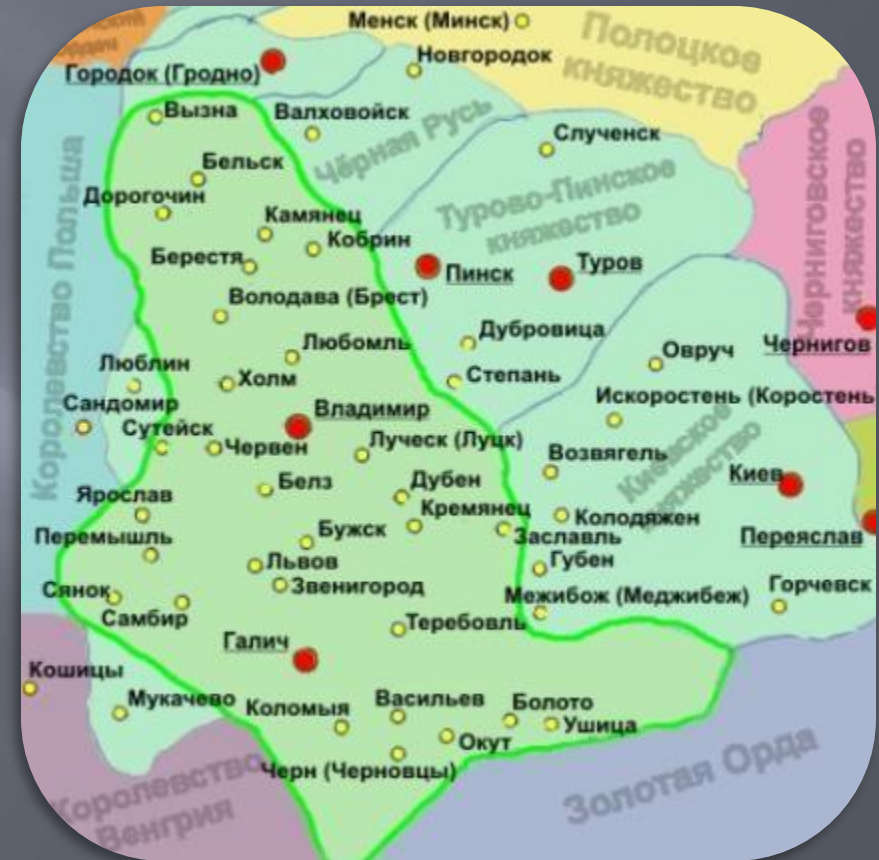 Менск (Минск)
Полоцкое
княжество
Новгородок
Городок (Гродно)
Вызна
Валховойск
Чёрная Русь
Слученск
Бельск
Дорогочин
Турово-Пинское
княжество
Черниговское
княжество
Королевство Польша
Камянец
Кобрин
Берестя
Пинск
Туров
Володава (Брест)
Дубровица
Чернигов
Любомль
Овруч
Люблин
Холм
Степань
Искоростень (Коростень
Сандомир
Владимир
Сутейск
Червен
Луческ (Луцк)
Возвягель
Киевское
княжество
Киев
Белз
Дубен
Ярослав
Кремянец
Колодяжен
Переяслав
Перемышль
Бужск
Заславль
Губен
Львов
Сянок
Звенигород
Межибож (Меджибеж)
Горчевск
Самбир
Теребовль
Галич
Кошицы
Мукачево
Коломыя
Васильев
Болото
Ушица
Окут
Черн (Черновцы)
Королевство
Венгрия
Золотая Орда